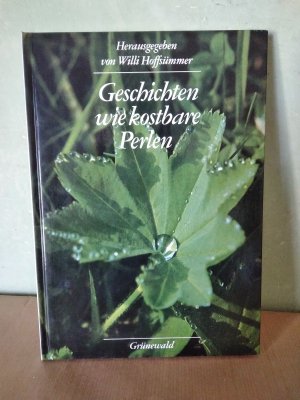 Herausgegeben
von Willi Hoffsümmer
Geschichten
wie kostbare
Perlen
Grünewald